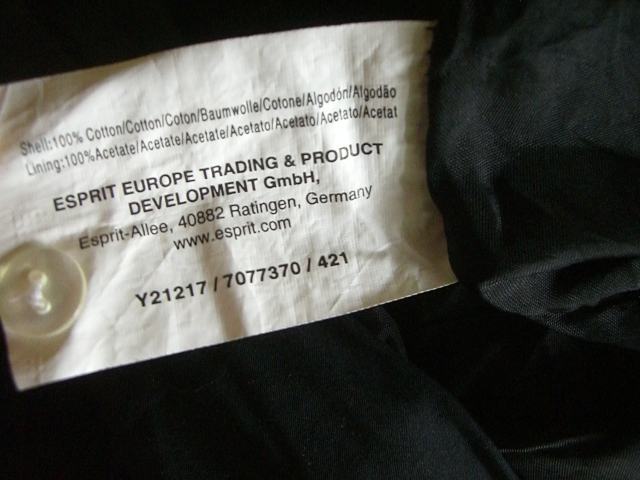 Shell:100% Cotton/Cotton/Coton/Baumwolle/Cotone/Algodón/Algodão
Lining:100%Acetate/Acetate/Acetate/Acetato/Acetato/Acetato/Acetat
ESPRIT EUROPE TRADING & PRODUCT
DEVELOPMENT GmbH,
Esprit-Allee, 40882 Ratingen, Germany
www.esprit.com
Y21217 / 7077370 / 421